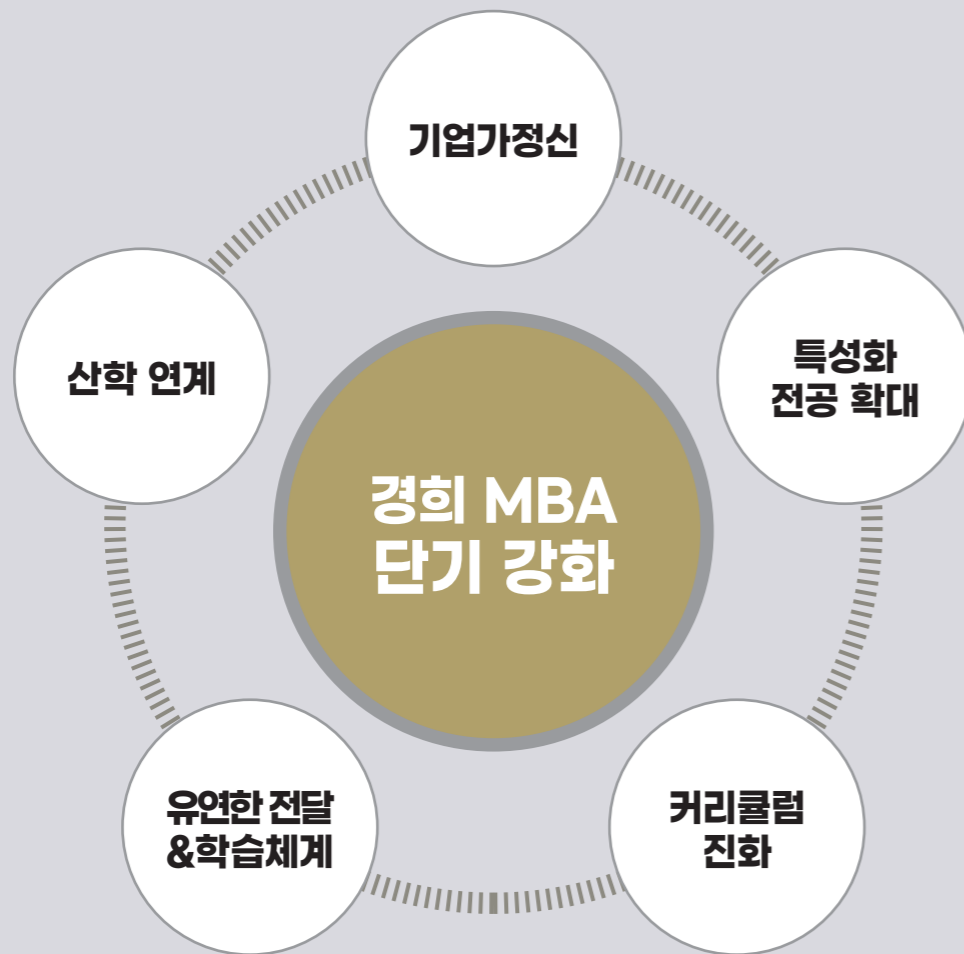 기업가정신
산학 연계
특성화
전공 확대
경희 MBA
단기 강화
유연한 전달
&학습체계
커리큘럼
진화